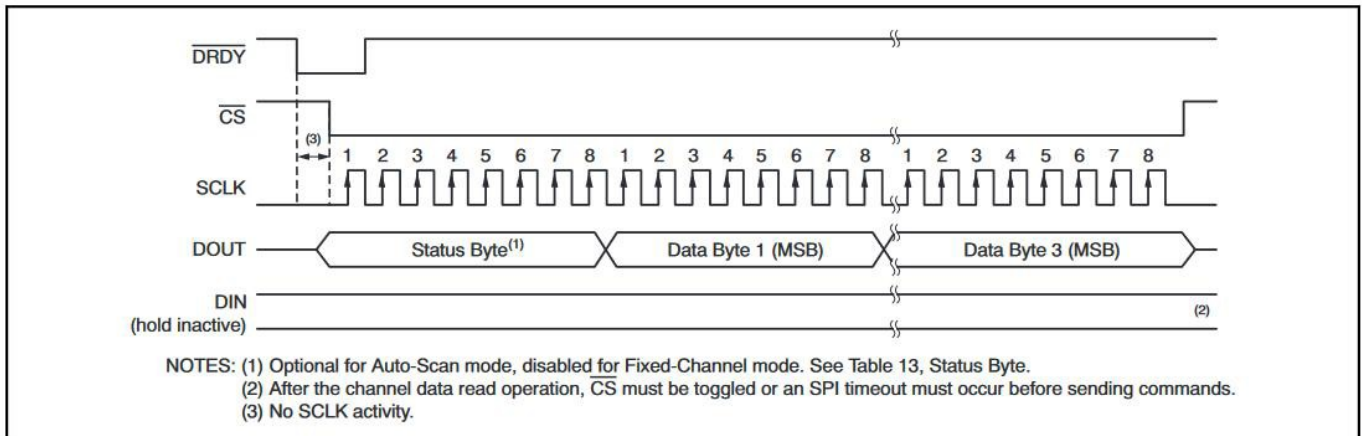 DRDY
CS
(3)
1 2 3 4 5 6 7 8 1 2 3 4 5 6 7 8 1 2 3 4 5 6 7 8
SCLK
DOUT Status Byte(1) Data Byte 1 (MSB) Data Byte 3 (MSB)
DIN
(hold inactive)
(2)
NOTES: (1) Optional for Auto-Scan mode, disabled for Fixed-Channel mode. See Table 13, Status Byte.
(2) After the channel data read operation, CS must be toggled or an SPI timeout must occur before sending commands.
(3) No SCLK activity.